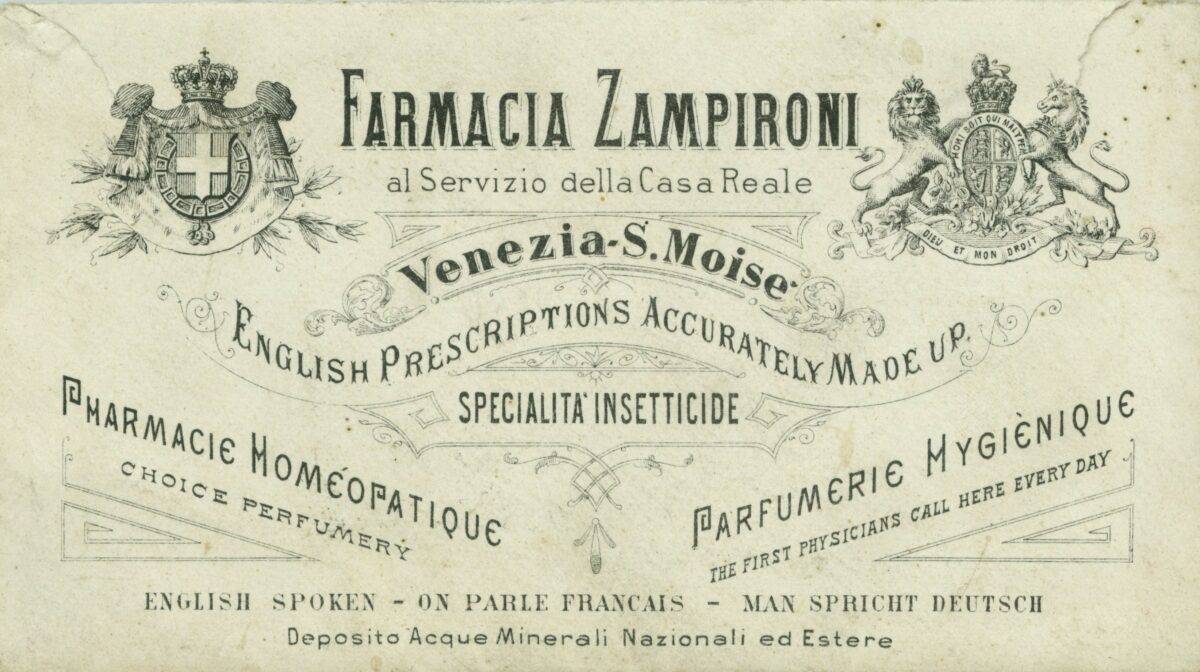 FARMACIA ZAMPIRONI
al Servizio della Casa Reale
HONI SOIT QUI MAL Y PENSE
DIEU ET MON DROIT
Venezia-S. Moisè
ENGLISH PRESCRIPTIONS ACCURATELY MADE UP.
SPECIALITA' INSETTICIDE
PHARMACIE HOMÉOPATIQUE
CHOICE PERFUMERY
PARFUMERIE HYGIÈNIQUE
THE FIRST PHYSICIANS CALL HERE EVERY DAY
ENGLISH SPOKEN - ON PARLE FRANCAIS - MAN SPRICHT DEUTSCH
Deposito Acque Minerali Nazionali ed Estere